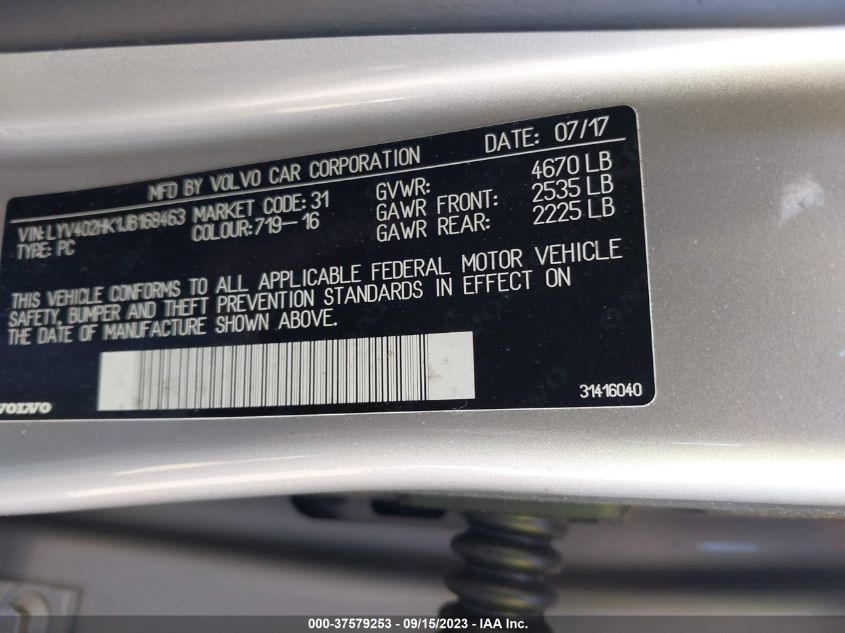 MFD BY VOLVO CAR CORPORATION DATE: 07/17
VIN: LYV402HK1JB168463 MARKET CODE: 31 GVWR: 4670 LB
TYPE: PC COLOUR:719-16 GAWR FRONT: 2535 LB
GAWR REAR: 2225 LB
THIS VEHICLE CONFORMS TO ALL APPLICABLE FEDERAL MOTOR VEHICLE
SAFETY, BUMPER AND THEFT PREVENTION STANDARDS IN EFFECT ON
THE DATE OF MANUFACTURE SHOWN ABOVE.
VOLVO 31416040
000-37579253 - 09/15/2023 - IAA Inc.